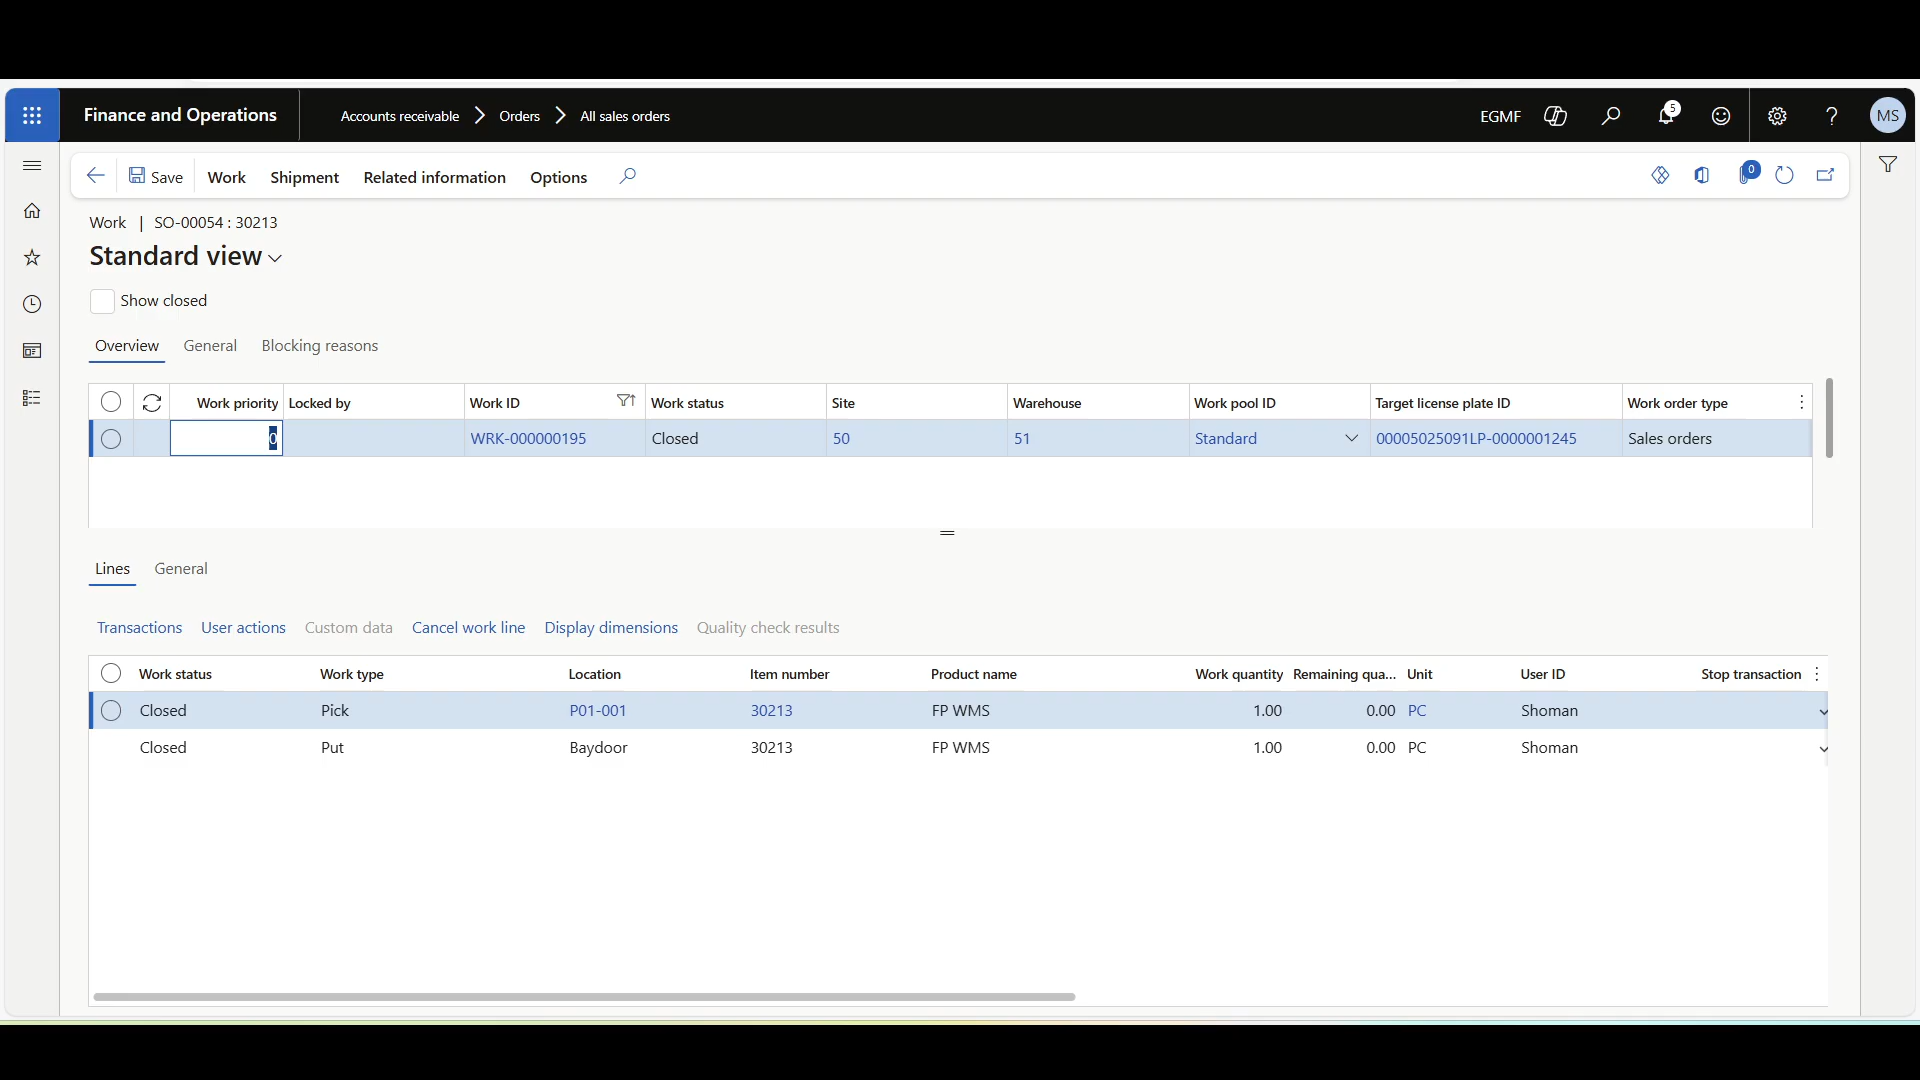 Finance and Operations
Accounts receivable > Orders > All sales orders
EGMF
5
?
MS
Save
Work
Shipment
Related information
Options
0
Work | SO-00054 : 30213
Standard view
Show closed
Overview
General
Blocking reasons
Work priority Locked by Work ID Work status Site Warehouse Work pool ID Target license plate ID Work order type
0 WRK-000000195 Closed 50 51 Standard 00005025091LP-0000001245 Sales orders
Lines
General
Transactions User actions Custom data Cancel work line Display dimensions Quality check results
Work status Work type Location Item number Product name Work quantity Remaining qua... Unit User ID Stop transaction
Closed Pick P01-001 30213 FP WMS 1.00 0.00 PC Shoman
Closed Put Baydoor 30213 FP WMS 1.00 0.00 PC Shoman